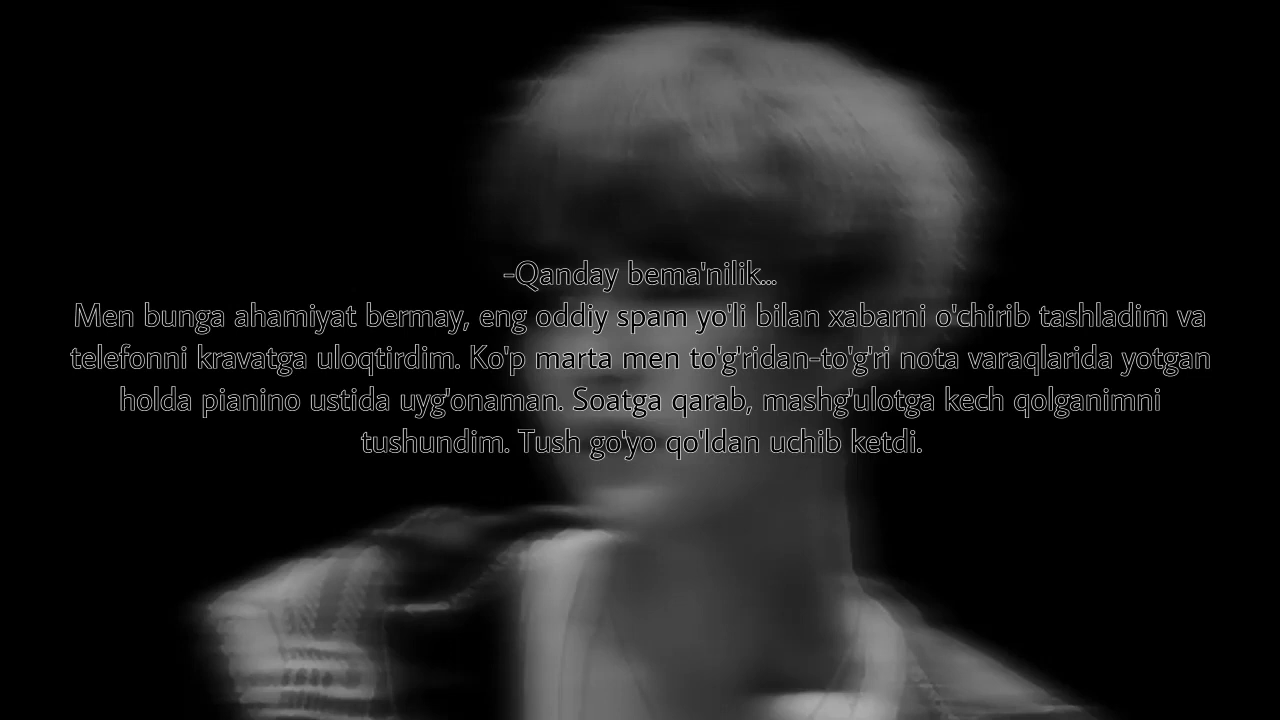 -Qanday bema'nilik...
Men bunga ahamiyat bermay, eng oddiy spam yo'li bilan xabarni o'chirib tashladim va
telefonni kravatga uloqtirdim. Ko'p marta men to'g'ridan-to'g'ri nota varaqlarida yotgan
holda pianino ustida uyg'onaman. Soatga qarab, mashg'ulotga kech qolganimni
tushundim. Tush go'yo qo'ldan uchib ketdi.